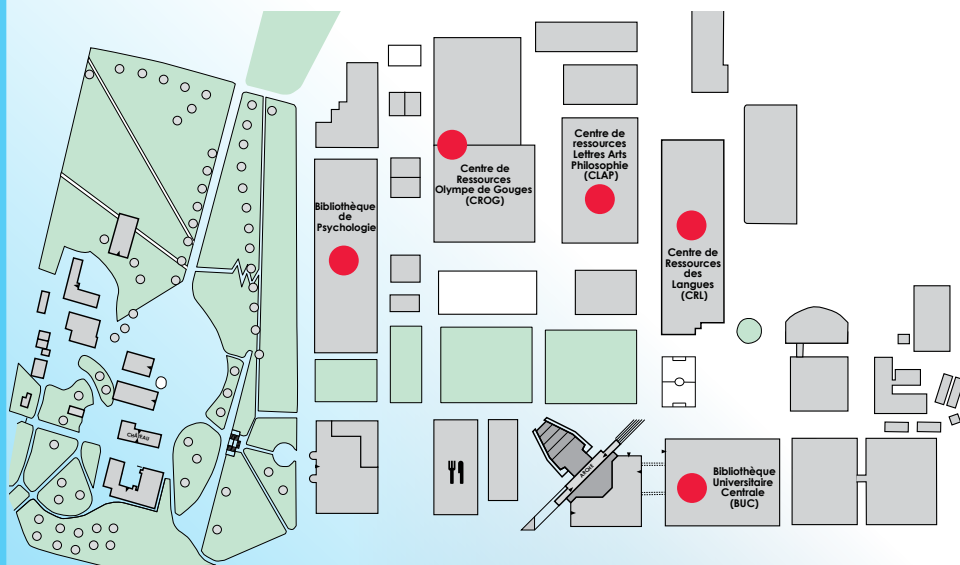 Centre de
ressources
Lettres Arts
Philosophie
(CLAP)
Centre de
Ressources
Olympe de Gouges
(CROG)
Bibliothèque
de
Psychologie
Centre de
Ressources
des
Langues
(CRL)
CHÂTEAU
ARCHE
Bibliothèque
Universitaire
Centrale
(BUC)